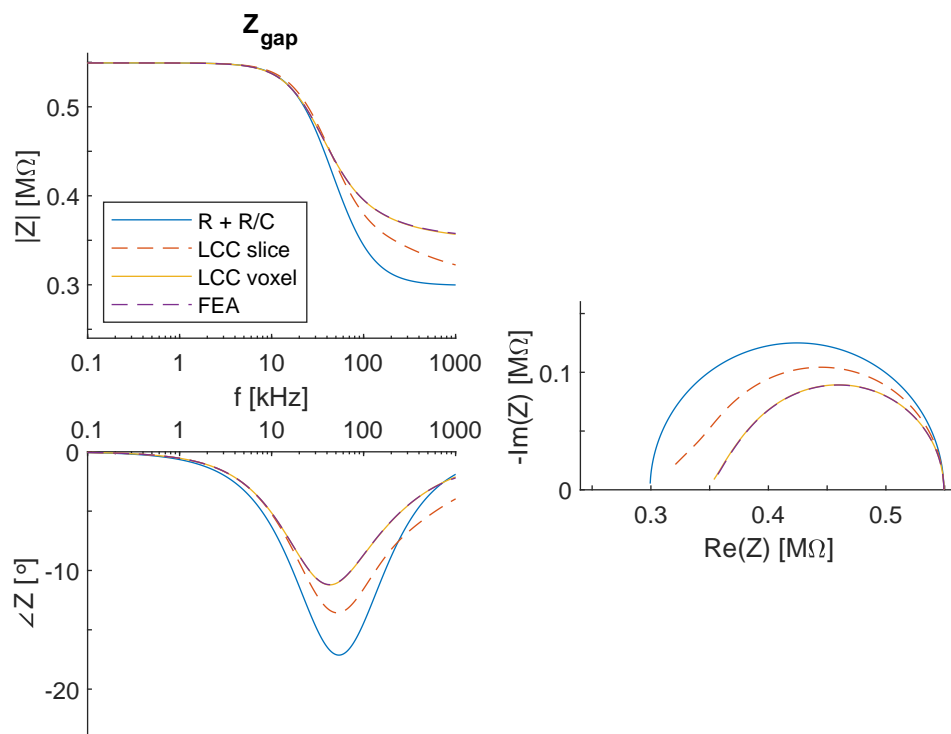 Z_gap
|Z| [MΩ]
0.5
0.4
0.3
R + R/C
LCC slice
LCC voxel
FEA
0.1 1 10 100 1000
f [kHz]
0.1 1 10 100 1000
∠Z [°]
0
-10
-20
-Im(Z) [MΩ]
0.1
0
0.3 0.4 0.5
Re(Z) [MΩ]